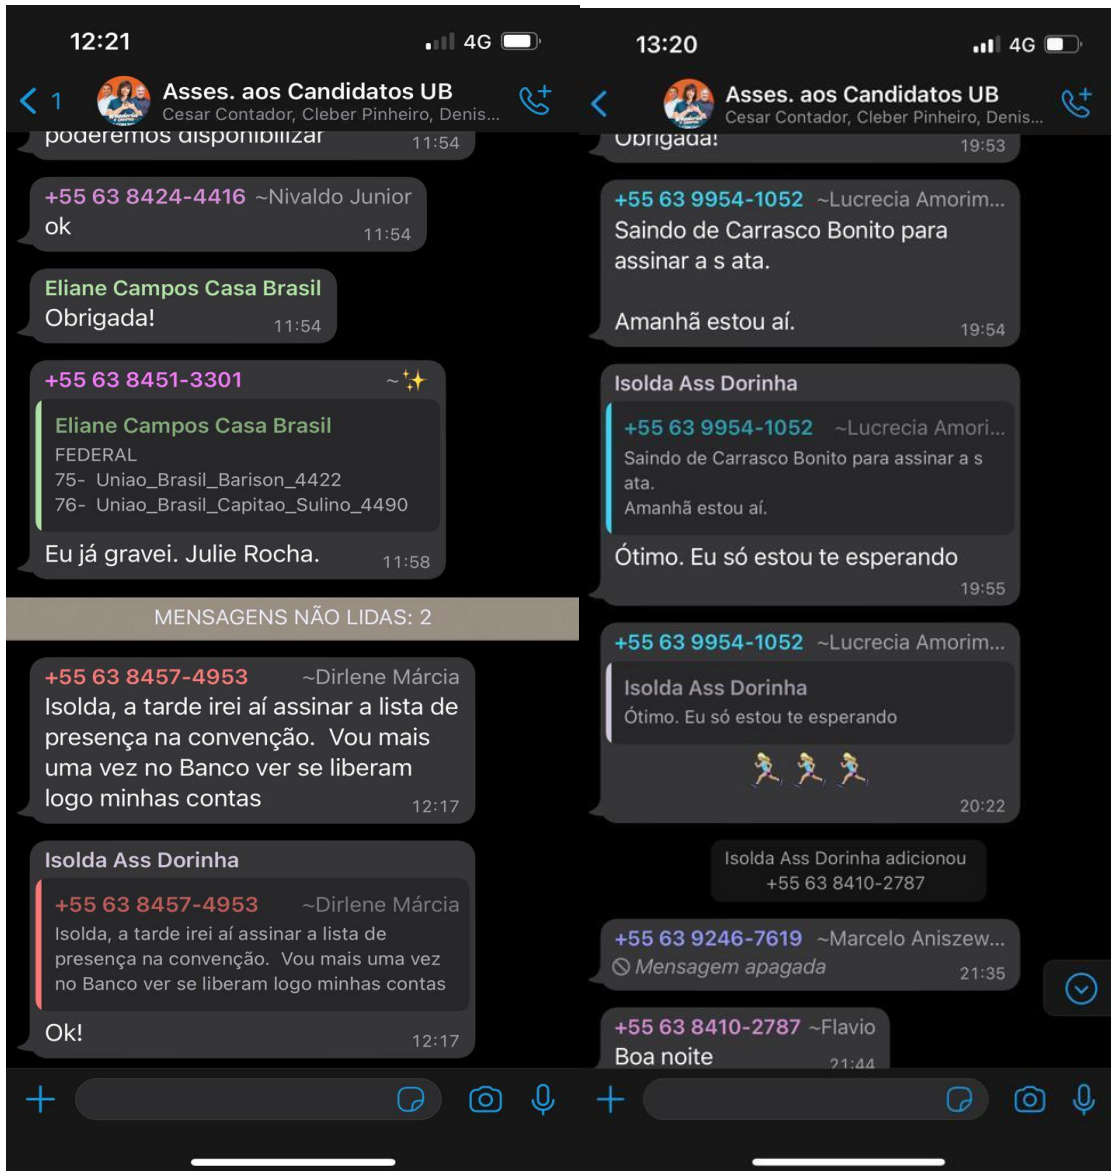 12:21
4G
1
Asses. aos Candidatos UB
Cesar Contador, Cleber Pinheiro, Denis...
poderemos disponibilizar
11:54
+55 63 8424-4416 ~Nivaldo Junior
ok
11:54
Eliane Campos Casa Brasil
Obrigada!
11:54
+55 63 8451-3301 ~✨
Eliane Campos Casa Brasil
FEDERAL
75- Uniao_Brasil_Barison_4422
76- Uniao_Brasil_Capitao_Sulino_4490
Eu já gravei. Julie Rocha.
11:58
MENSAGENS NÃO LIDAS: 2
+55 63 8457-4953 ~Dirlene Márcia
Isolda, a tarde irei aí assinar a lista de
presença na convenção. Vou mais
uma vez no Banco ver se liberam
logo minhas contas
12:17
Isolda Ass Dorinha
+55 63 8457-4953 ~Dirlene Márcia
Isolda, a tarde irei aí assinar a lista de
presença na convenção. Vou mais uma vez
no Banco ver se liberam logo minhas contas
Ok!
12:17
13:20
4G
Asses. aos Candidatos UB
Cesar Contador, Cleber Pinheiro, Denis...
Obrigada!
19:53
+55 63 9954-1052 ~Lucrecia Amorim...
Saindo de Carrasco Bonito para
assinar a s ata.
Amanhã estou aí.
19:54
Isolda Ass Dorinha
+55 63 9954-1052 ~Lucrecia Amori...
Saindo de Carrasco Bonito para assinar a s
ata.
Amanhã estou aí.
Ótimo. Eu só estou te esperando
19:55
+55 63 9954-1052 ~Lucrecia Amorim...
Isolda Ass Dorinha
Ótimo. Eu só estou te esperando
20:22
Isolda Ass Dorinha adicionou
+55 63 8410-2787
+55 63 9246-7619 ~Marcelo Aniszew...
Mensagem apagada
21:35
+55 63 8410-2787 ~Flavio
Boa noite
21:44